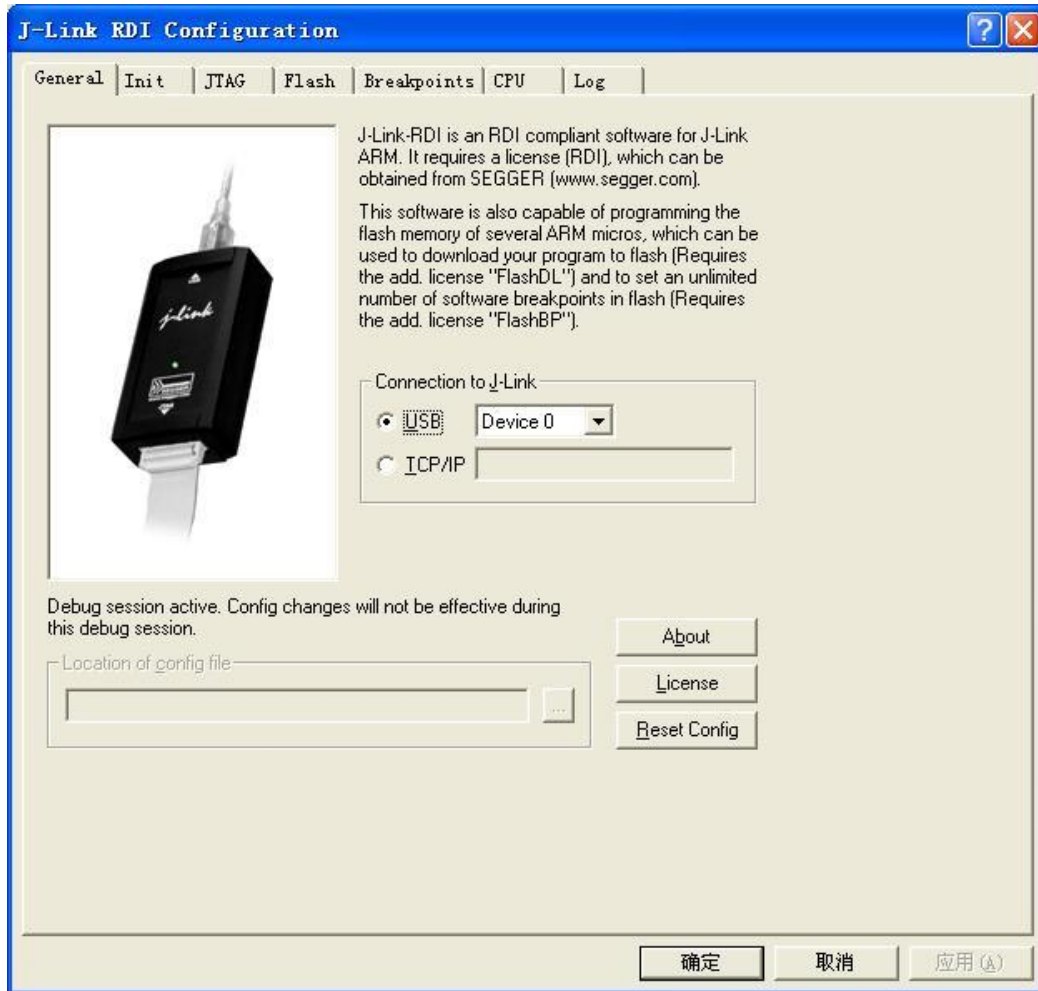 J-Link RDI Configuration
General
Init
JTAG
Flash
Breakpoints
CPU
Log
J-Link-RDI is an RDI compliant software for J-Link
ARM. It requires a license (RDI), which can be
obtained from SEGGER (www.segger.com).
This software is also capable of programming the
flash memory of several ARM micros, which can be
used to download your program to flash (Requires
the add. license "FlashDL") and to set an unlimited
number of software breakpoints in flash (Requires
the add. license "FlashBP").
j-link
Connection to J-Link
USB
Device 0
TCP/IP
Debug session active. Config changes will not be effective during
this debug session.
Location of config file
...
About
License
Reset Config
确定
取消
应用(A)